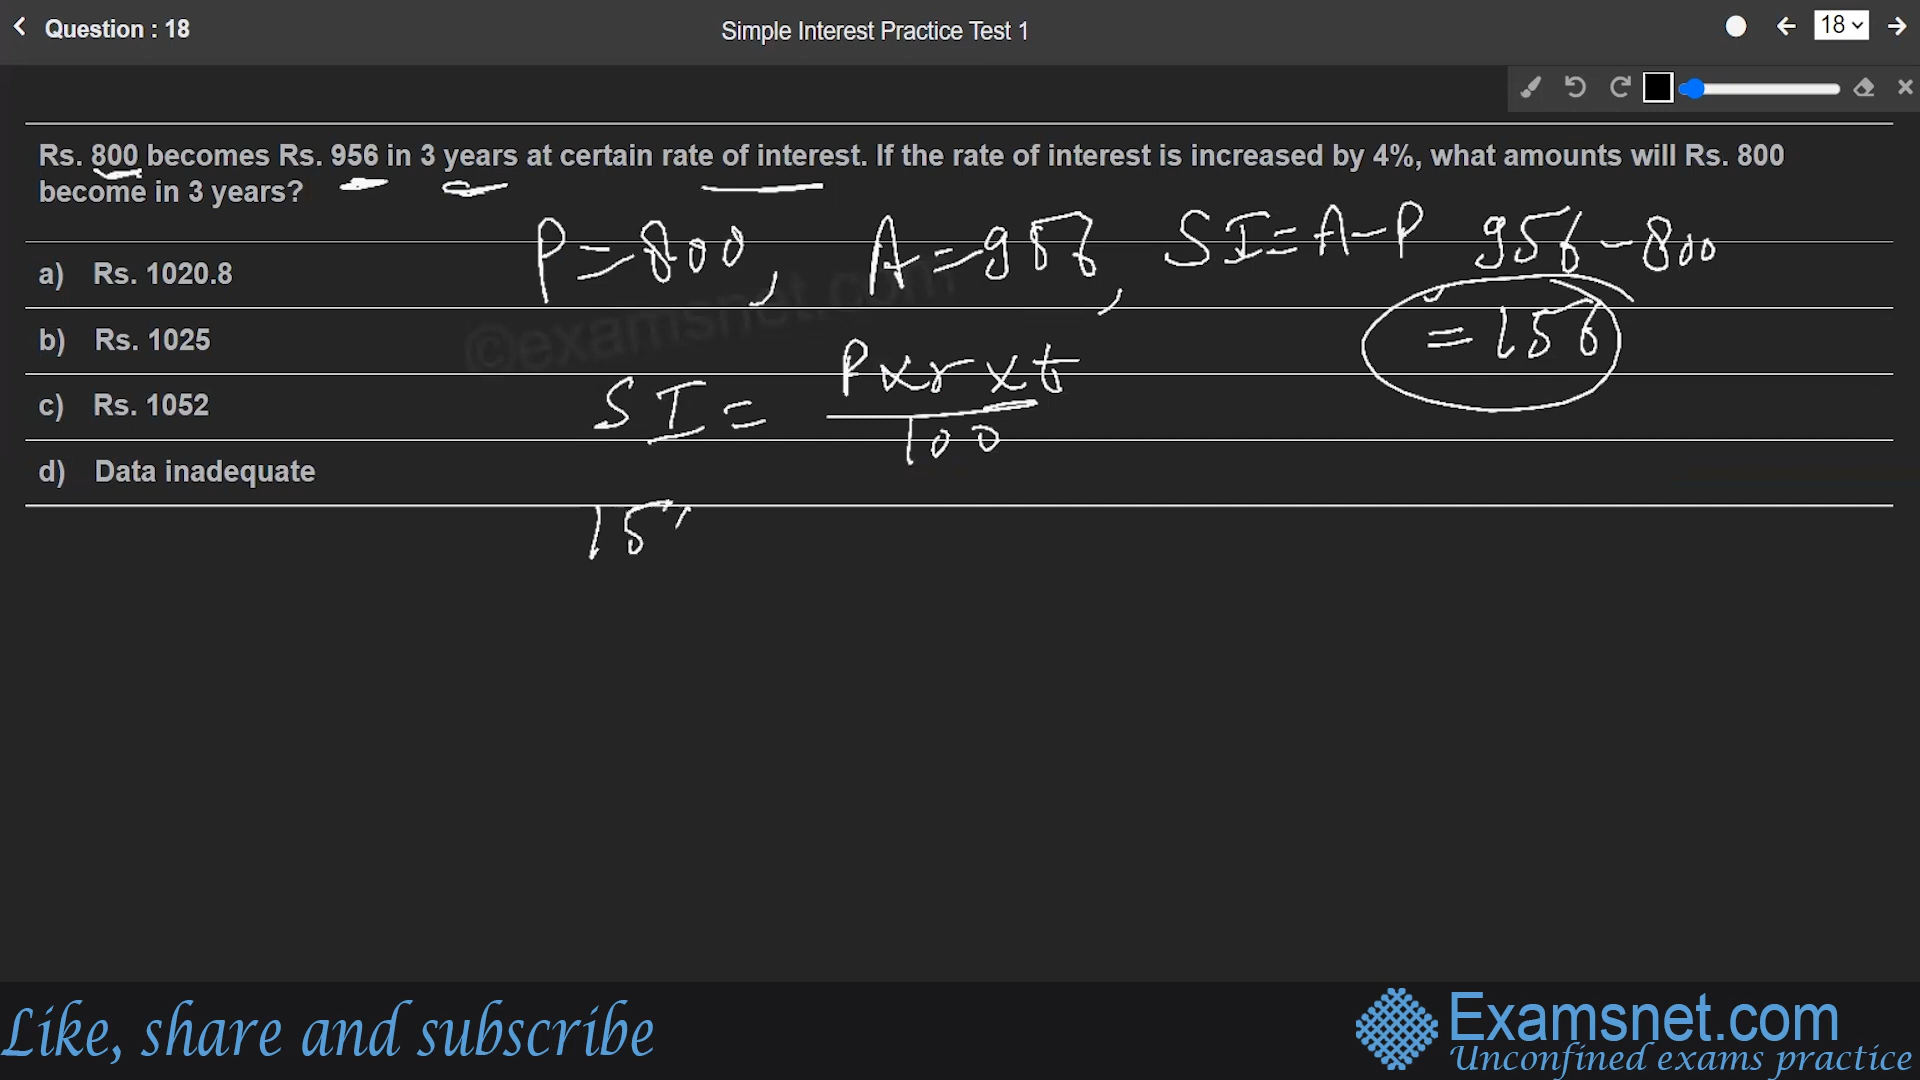 Question : 18
Simple Interest Practice Test 1
18
Rs. 800 becomes Rs. 956 in 3 years at certain rate of interest. If the rate of interest is increased by 4%, what amounts will Rs. 800
become in 3 years?
P = 800, A = 956, SI = A - P 956 - 800
= 156
a) Rs. 1020.8
b) Rs. 1025
c) Rs. 1052
d) Data inadequate
©examsnet.com
SI = P x r x t
100
15
Like, share and subscribe
Examsnet.com
Unconfined exams practice